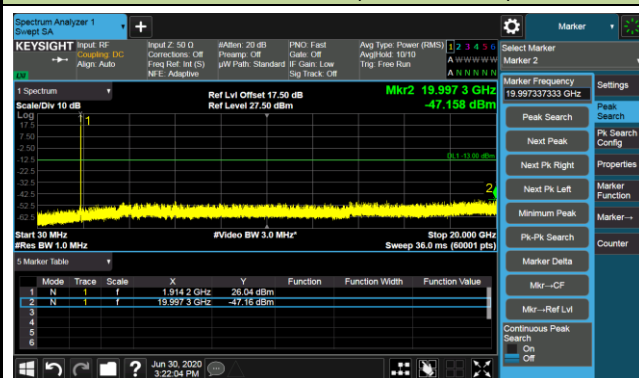 Spectrum Analyzer 1
Swept SA
+
Marker
KEYSIGHT
Input: RF
Coupling: DC
Align: Auto
Input Z: 50 Ω
Corrections: Off
Freq Ref: Int (S)
NFE: Adaptive
#Atten: 20 dB
Preamp: Off
µW Path: Standard
PNO: Fast
Gate: Off
IF Gain: Low
Sig Track: Off
Avg Type: Power (RMS)
Avg|Hold: 10/10
Trig: Free Run
1 2 3 4 5 6
A W W W W W
A N N N N N
Select Marker
Marker 2
Marker Frequency
19.997337333 GHz
Settings
Peak Search
Next Peak
Next Pk Right
Next Pk Left
Minimum Peak
Pk-Pk Search
Marker Delta
Mkr→CF
Mkr→Ref Lvl
Continuous Peak Search
On
Off
Peak Search
Pk Search Config
Properties
Marker Function
Marker→
Counter
1 Spectrum
Scale/Div 10 dB
Ref Lvl Offset 17.50 dB
Ref Level 27.50 dBm
Mkr2 19.997 3 GHz
-47.158 dBm
Log
17.5
7.50
-2.50
-12.5
-22.5
-32.5
-42.5
-52.5
-62.5
1
DL1 -13.00 dBm
2
Start 30 MHz
#Res BW 1.0 MHz
#Video BW 3.0 MHz*
Stop 20.000 GHz
Sweep 36.0 ms (60001 pts)
5 Marker Table
Mode Trace Scale X Y Function Function Width Function Value
1 N 1 f 1.914 2 GHz 26.04 dBm
2 N 1 f 19.997 3 GHz -47.16 dBm
3
4
5
6
?
Jun 30, 2020
3:22:04 PM